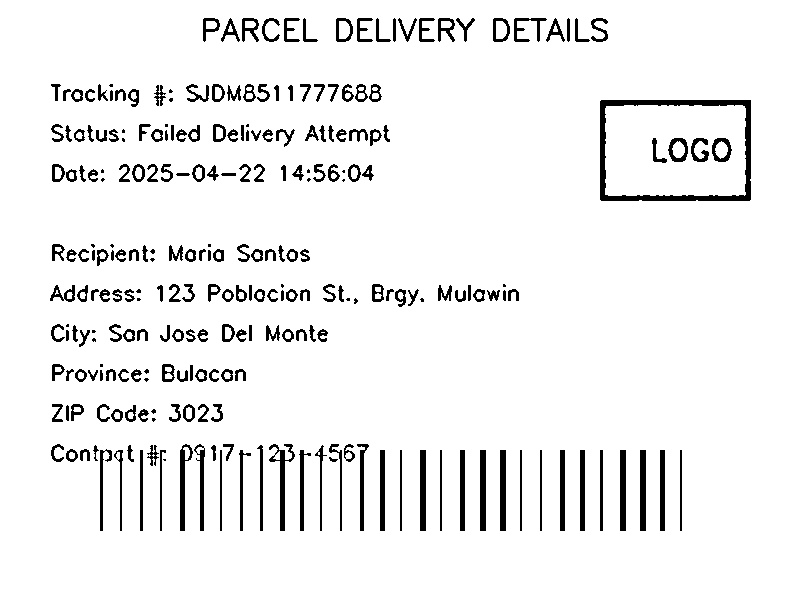 PARCEL DELIVERY DETAILS
Tracking #: SJDM8511777688
Status: Failed Delivery Attempt
Date: 2025-04-22 14:56:04
LOGO
Recipient: Maria Santos
Address: 123 Poblacion St., Brgy. Mulawin
City: San Jose Del Monte
Province: Bulacan
ZIP Code: 3023
Contact #: 0917-123-4567